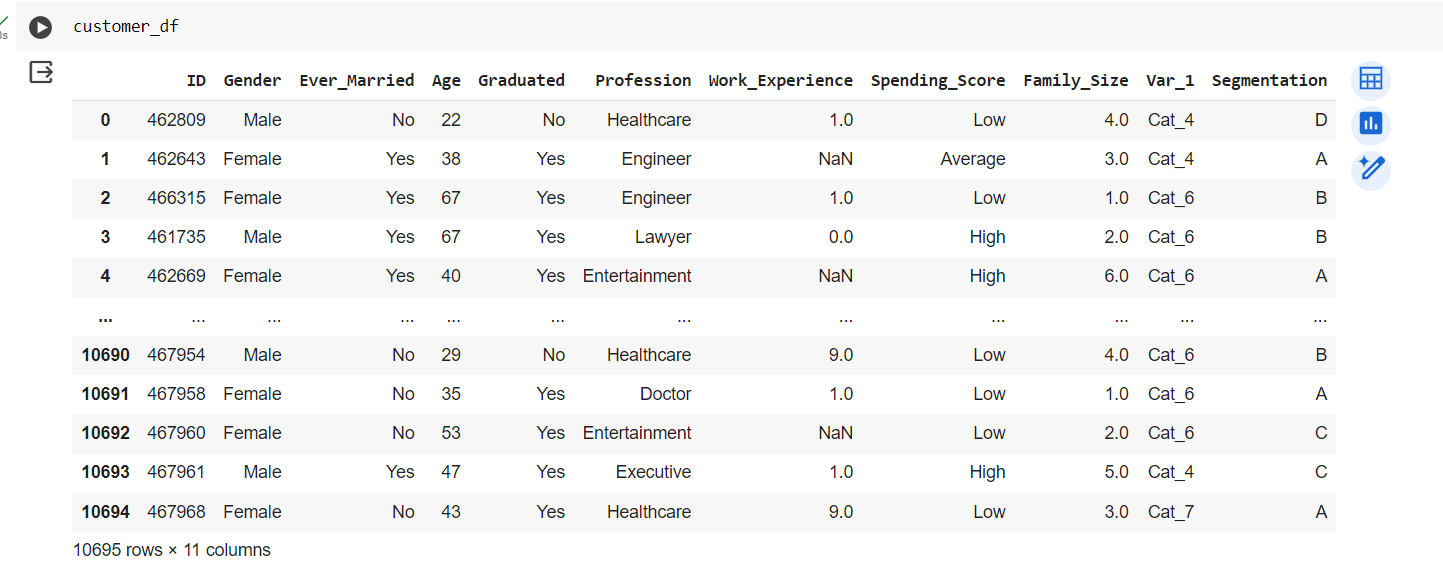 customer_df
0s
ID Gender Ever_Married Age Graduated Profession Work_Experience Spending_Score Family_Size Var_1 Segmentation
0 462809 Male No 22 No Healthcare 1.0 Low 4.0 Cat_4 D
1 462643 Female Yes 38 Yes Engineer NaN Average 3.0 Cat_4 A
2 466315 Female Yes 67 Yes Engineer 1.0 Low 1.0 Cat_6 B
3 461735 Male Yes 67 Yes Lawyer 0.0 High 2.0 Cat_6 B
4 462669 Female Yes 40 Yes Entertainment NaN High 6.0 Cat_6 A
... ... ... ... ... ... ... ... ... ... ... ...
10690 467954 Male No 29 No Healthcare 9.0 Low 4.0 Cat_6 B
10691 467958 Female No 35 Yes Doctor 1.0 Low 1.0 Cat_6 A
10692 467960 Female No 53 Yes Entertainment NaN Low 2.0 Cat_6 C
10693 467961 Male Yes 47 Yes Executive 1.0 High 5.0 Cat_4 C
10694 467968 Female No 43 Yes Healthcare 9.0 Low 3.0 Cat_7 A
10695 rows × 11 columns